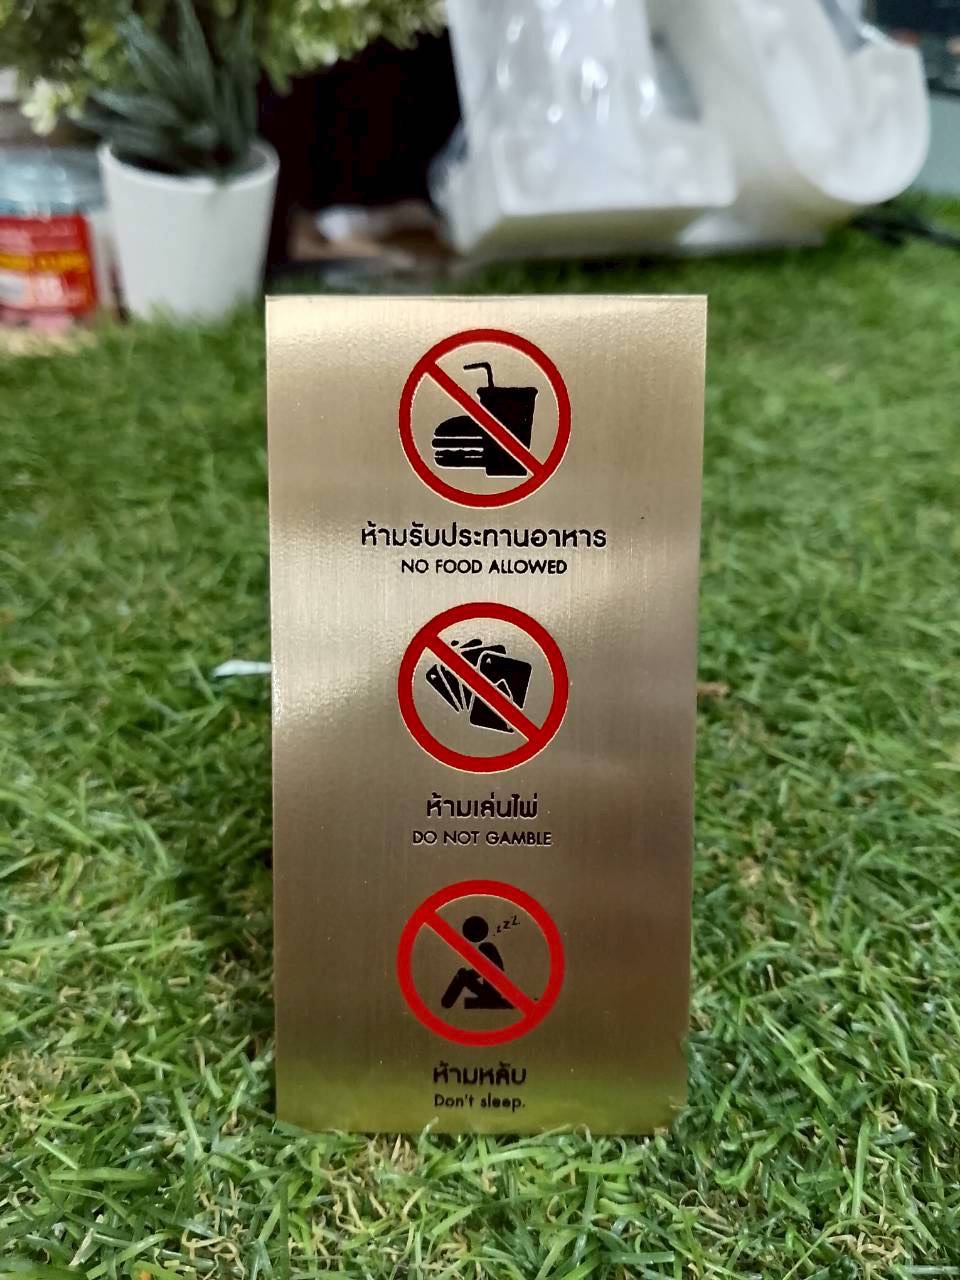 ห้ามรับประทานอาหาร
NO FOOD ALLOWED
ห้ามเล่นไพ่
DO NOT GAMBLE
zzz
ห้ามหลับ
Don't sleep.